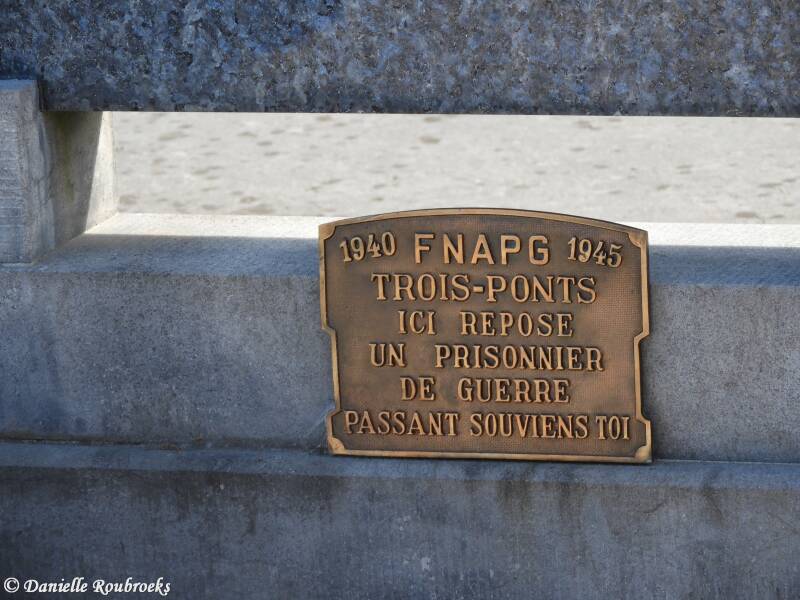 1940 FNAPG 1945
TROIS-PONTS
ICI REPOSE
UN PRISONNIER
DE GUERRE
PASSANT SOUVIENS TOI
© Danielle Roubroeks